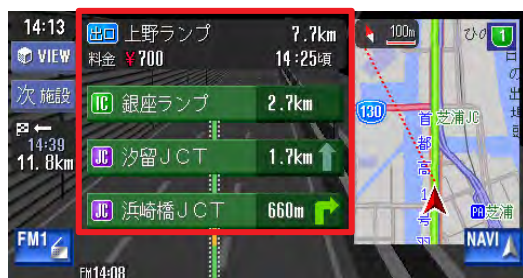 14:13
VIEW
次 施設
14:39
11.8km
FM1
FM14:08
出口 上野ランプ 7.7km
料金 ¥700 14:25頃
IC 銀座ランプ 2.7km
JC 汐留JCT 1.7km
JC 浜崎橋JCT 660m
100m
1
130
芝浦JC
首都高1号
PA 芝浦
NAVI